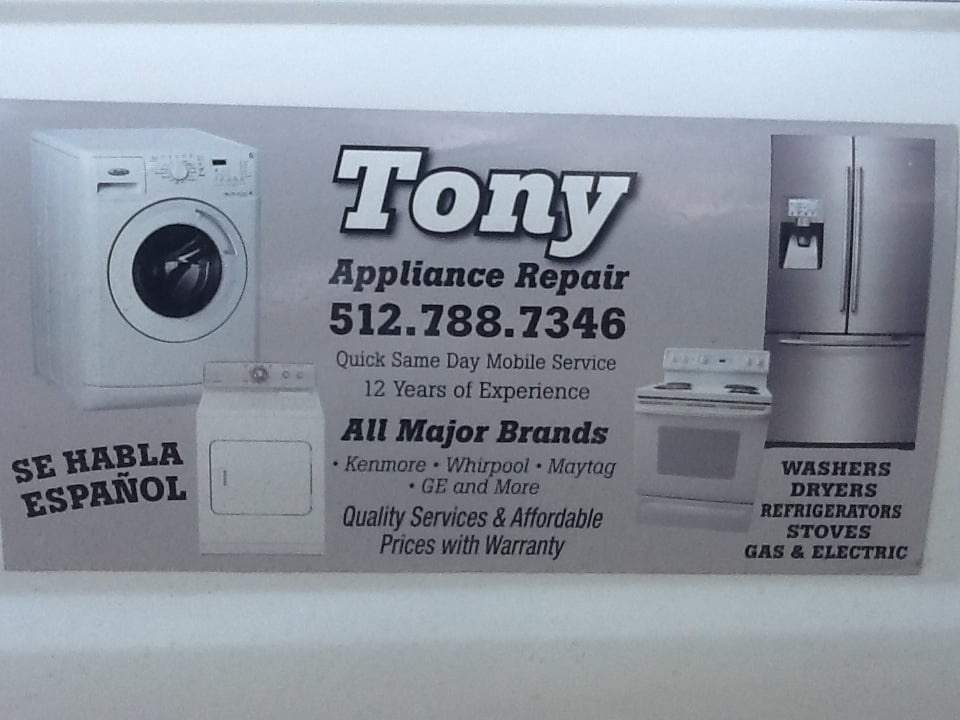 Tony
Appliance Repair
512.788.7346
Quick Same Day Mobile Service
12 Years of Experience
All Major Brands
• Kenmore • Whirpool • Maytag
• GE and More
Quality Services & Affordable
Prices with Warranty
SE HABLA
ESPAÑOL
WASHERS
DRYERS
REFRIGERATORS
STOVES
GAS & ELECTRIC